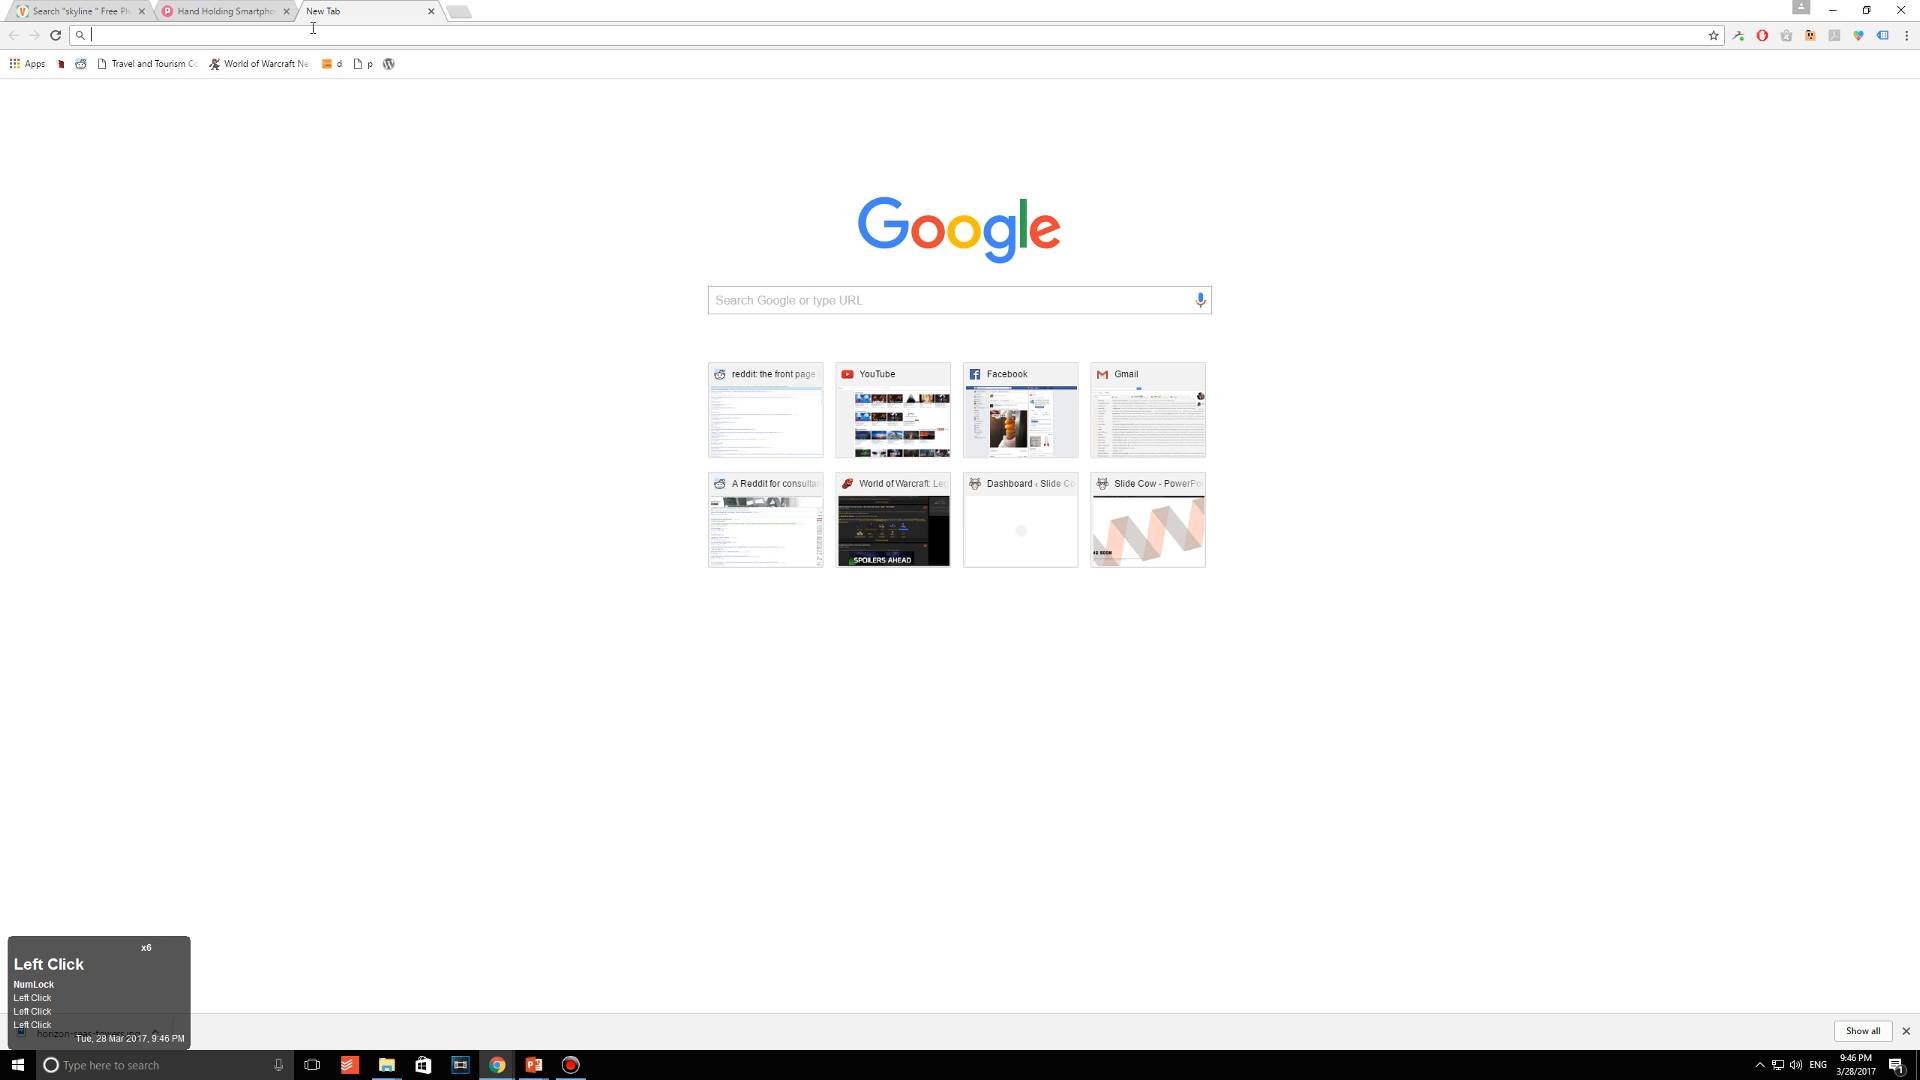 Search "skyline " Free Ph
Hand Holding Smartpho
New Tab
Apps
Travel and Tourism Co
World of Warcraft Ne
d
p
Google
Search Google or type URL
reddit: the front page
YouTube
Facebook
Gmail
A Reddit for consulta
World of Warcraft: Leg
Dashboard ‹ Slide Co
Slide Cow - PowerPo
SPOILERS AHEAD
x6
Left Click
NumLock
Left Click
Left Click
Left Click
Tue, 28 Mar 2017, 9:46 PM
Show all
Type here to search
ENG
9:46 PM
3/28/2017